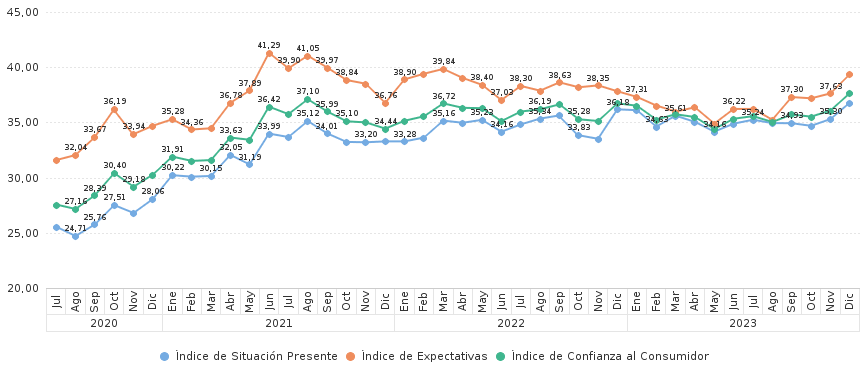 45,00
40,00
35,00
30,00
25,00
20,00
41,29 41,05
39,90 39,97 39,84
38,84 38,90 38,40 38,30 38,63 38,35
37,89 37,03 37,31 37,30 37,63
36,78 36,76
36,19 36,42 37,10 36,72 36,19 36,18 36,22
35,28 35,99 35,10 35,16 35,23 35,34 35,28 35,61 35,24 35,30
34,36 35,12 34,44 34,16 34,63 34,16 34,93
33,67 33,94 33,63 33,99 34,01 33,20 33,28 33,83
32,04 31,91 32,05
30,40 30,22 30,15 31,19
28,39 29,18
27,16 27,51 28,06
25,76
24,71
Jul Ago Sep Oct Nov Dic Ene Feb Mar Abr May Jun Jul Ago Sep Oct Nov Dic Ene Feb Mar Abr May Jun Jul Ago Sep Oct Nov Dic Ene Feb Mar Abr May Jun Jul Ago Sep Oct Nov Dic
2020 2021 2022 2023
Índice de Situación Presente Índice de Expectativas Índice de Confianza al Consumidor